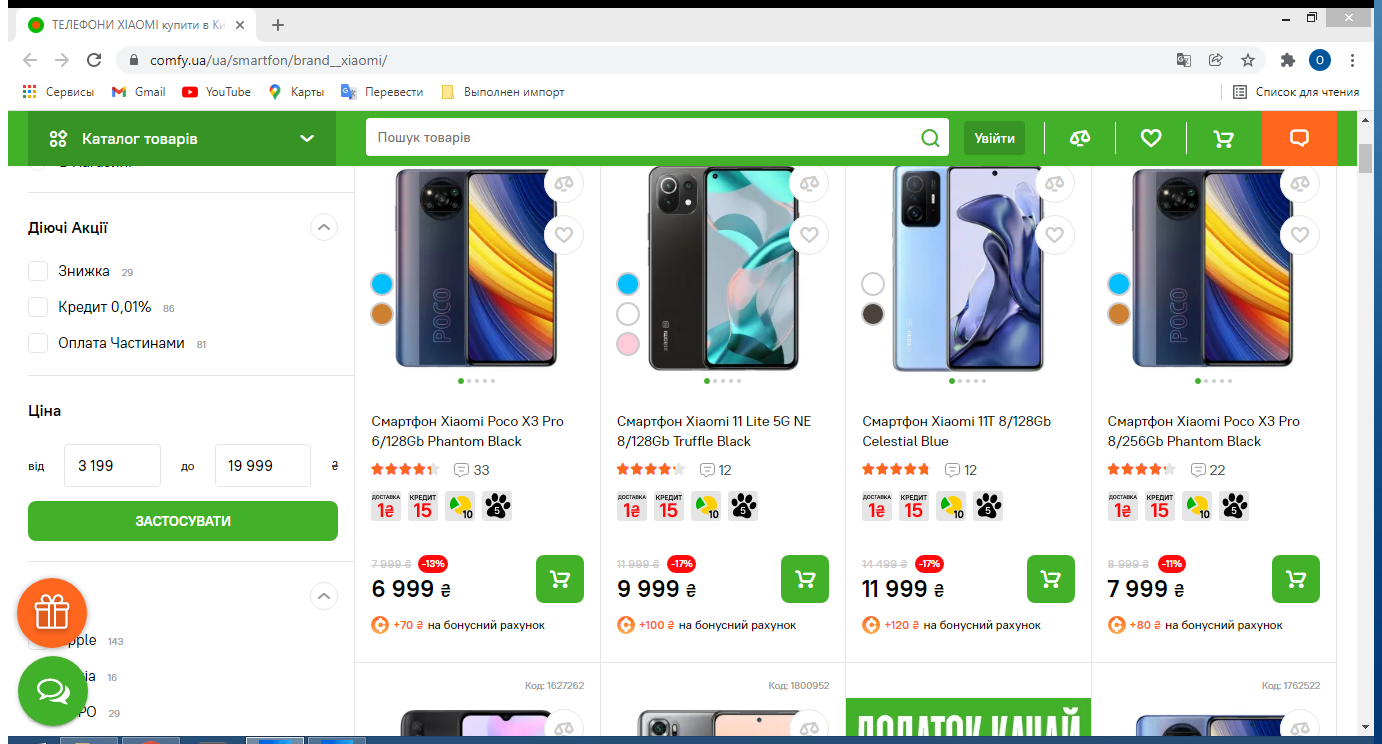 ТЕЛЕФОНИ XIAOMI купити в Ки
comfy.ua/ua/smartfon/brand__xiaomi/
O
Сервисы
Gmail
YouTube
Карты
Перевести
Выполнен импорт
Список для чтения
Каталог товарів
Пошук товарів
Увійти
Діючі Акції
Знижка 29
Кредит 0,01% 86
Оплата Частинами 81
Ціна
від 3 199 до 19 999 ₴
ЗАСТОСУВАТИ
pple 143
ia 16
PO 29
POCO
Смартфон Xiaomi Poco X3 Pro
6/128Gb Phantom Black
33
ДОСТАВКА
1₴
КРЕДИТ
15
10
5
7 999 ₴ -13%
6 999 ₴
+70 ₴ на бонусний рахунок
xiaomi
Смартфон Xiaomi 11 Lite 5G NE
8/128Gb Truffle Black
12
ДОСТАВКА
1₴
КРЕДИТ
15
10
5
11 999 ₴ -17%
9 999 ₴
+100 ₴ на бонусний рахунок
Смартфон Xiaomi 11T 8/128Gb
Celestial Blue
12
ДОСТАВКА
1₴
КРЕДИТ
15
10
5
14 499 ₴ -17%
11 999 ₴
+120 ₴ на бонусний рахунок
POCO
Смартфон Xiaomi Poco X3 Pro
8/256Gb Phantom Black
22
ДОСТАВКА
1₴
КРЕДИТ
15
10
5
8 999 ₴ -11%
7 999 ₴
+80 ₴ на бонусний рахунок
Код: 1627262
Код: 1800952
Код: 1762522
ДОДАТОК КАЧАЙ